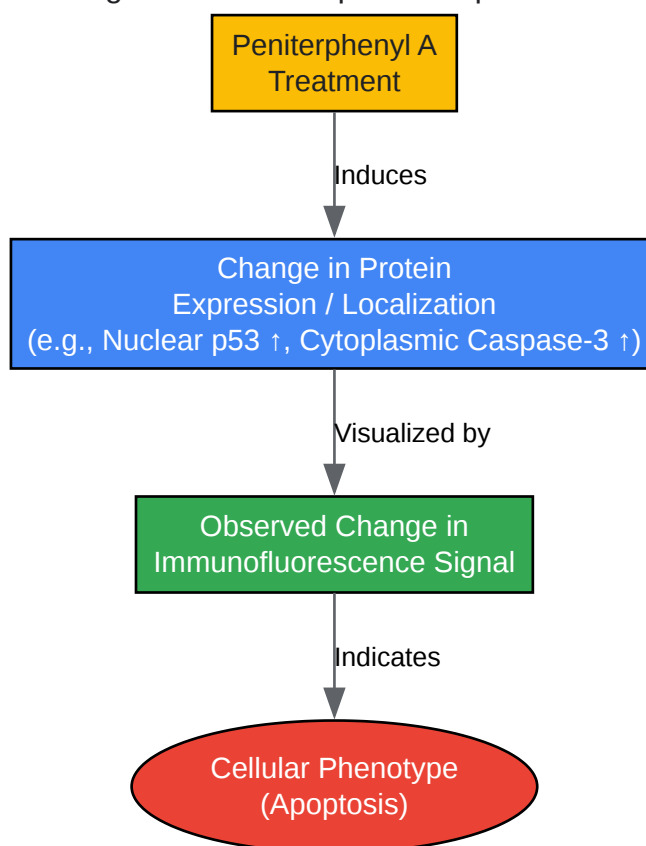 Peniterphenyl A
Treatment
Induces
Change in Protein
Expression / Localization
(e.g., Nuclear p53 ↑, Cytoplasmic Caspase-3 ↑)
Visualized by
Observed Change in
Immunofluorescence Signal
Indicates
Cellular Phenotype
(Apoptosis)